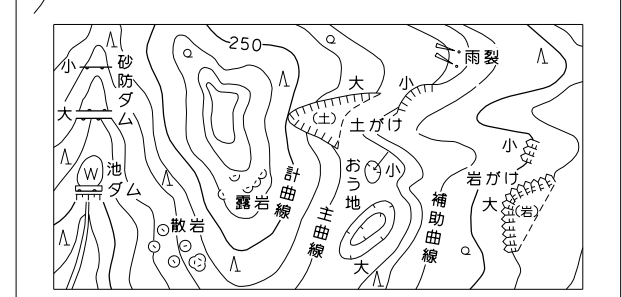 250
小
砂防ダム
大
W
池
ダム
散岩
露岩
計曲線
主曲線
大
(土)
土がけ
小
雨裂
おう地
小
大
補助曲線
小
岩がけ
大
(岩)